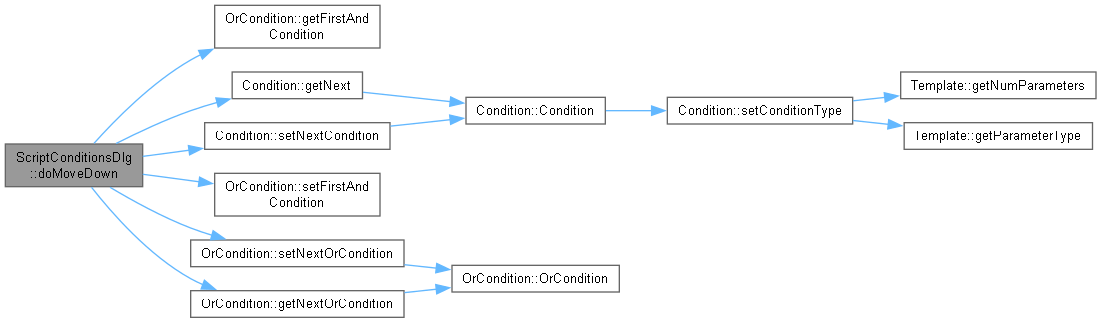 OrCondition::getFirstAnd
Condition
Condition::getNext
Condition::setNextCondition
ScriptConditionsDlg
::doMoveDown
OrCondition::setFirstAnd
Condition
OrCondition::setNextOrCondition
OrCondition::getNextOrCondition
Condition::Condition
OrCondition::OrCondition
Condition::setConditionType
Template::getNumParameters
Template::getParameterType